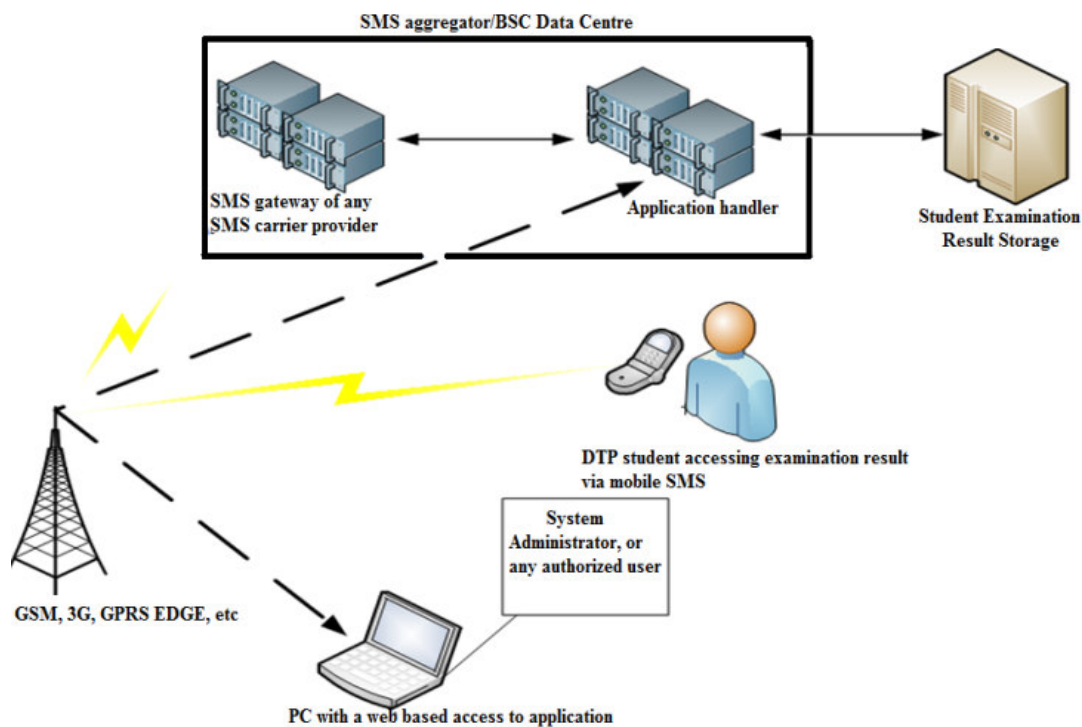 SMS aggregator/BSC Data Centre
SMS gateway of any
SMS carrier provider
Application handler
Student Examination
Result Storage
DTP student accessing examination result
via mobile SMS
System
Administrator, or
any authorized user
GSM, 3G, GPRS EDGE, etc
PC with a web based access to application